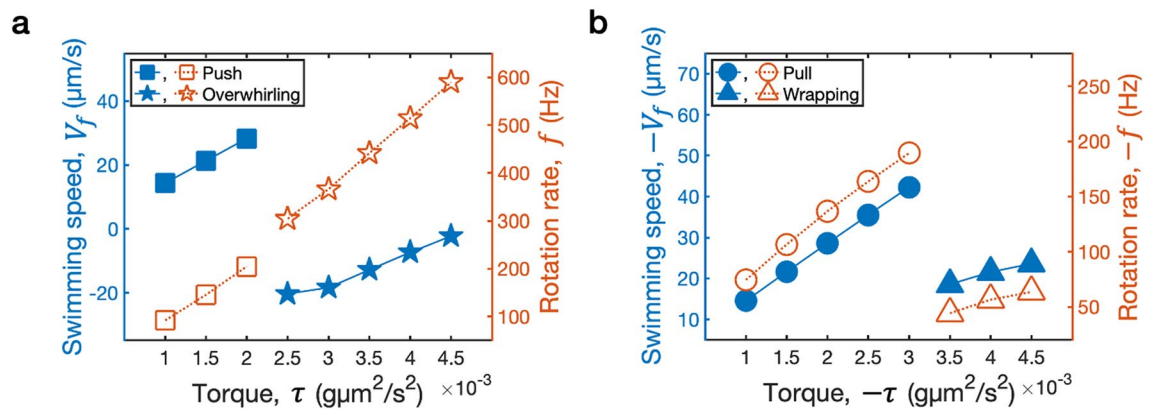 a
Swimming speed, Vf (μm/s)
40
20
0
-20
, Push
, Overwhirling
600
500
400
300
200
100
Rotation rate, f (Hz)
1 1.5 2 2.5 3 3.5 4 4.5
Torque, τ (gμm²/s²) ×10⁻³
b
Swimming speed, −Vf (μm/s)
70
60
50
40
30
20
10
, Pull
, Wrapping
250
200
150
100
50
Rotation rate, −f (Hz)
1 1.5 2 2.5 3 3.5 4 4.5
Torque, −τ (gμm²/s²) ×10⁻³